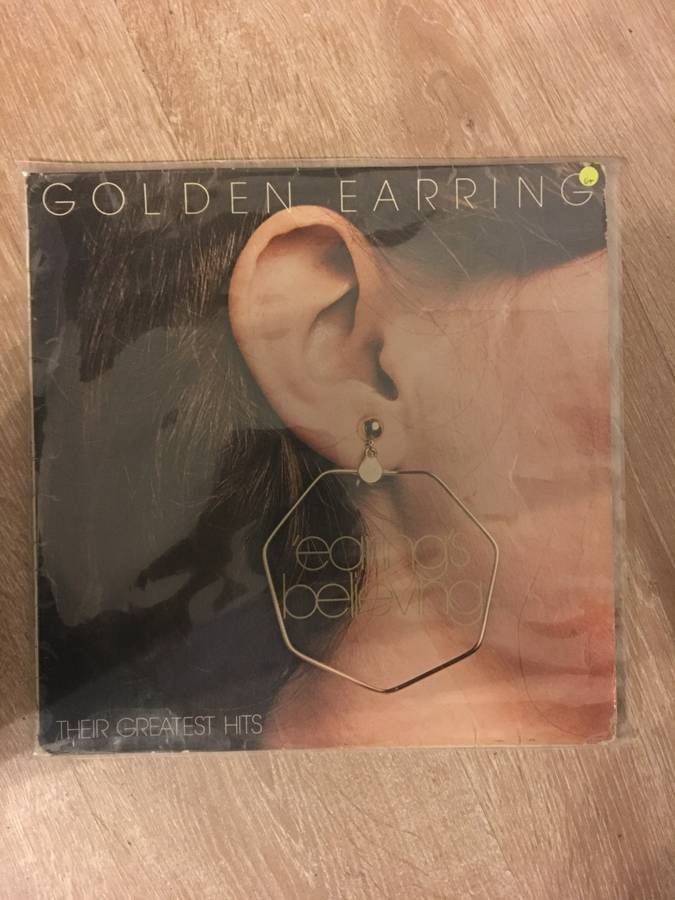 GOLDEN EARRING
'earring's
believing'
THEIR GREATEST HITS